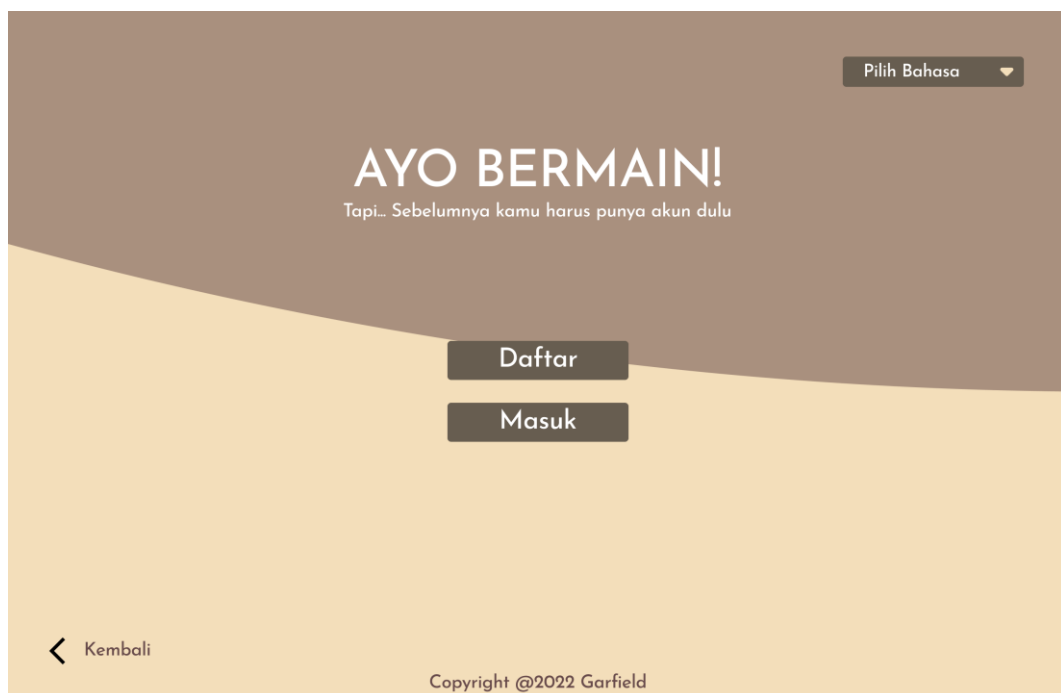 Pilih Bahasa
AYO BERMAIN!
Tapi... Sebelumnya kamu harus punya akun dulu
Daftar
Masuk
Kembali
Copyright @2022 Garfield